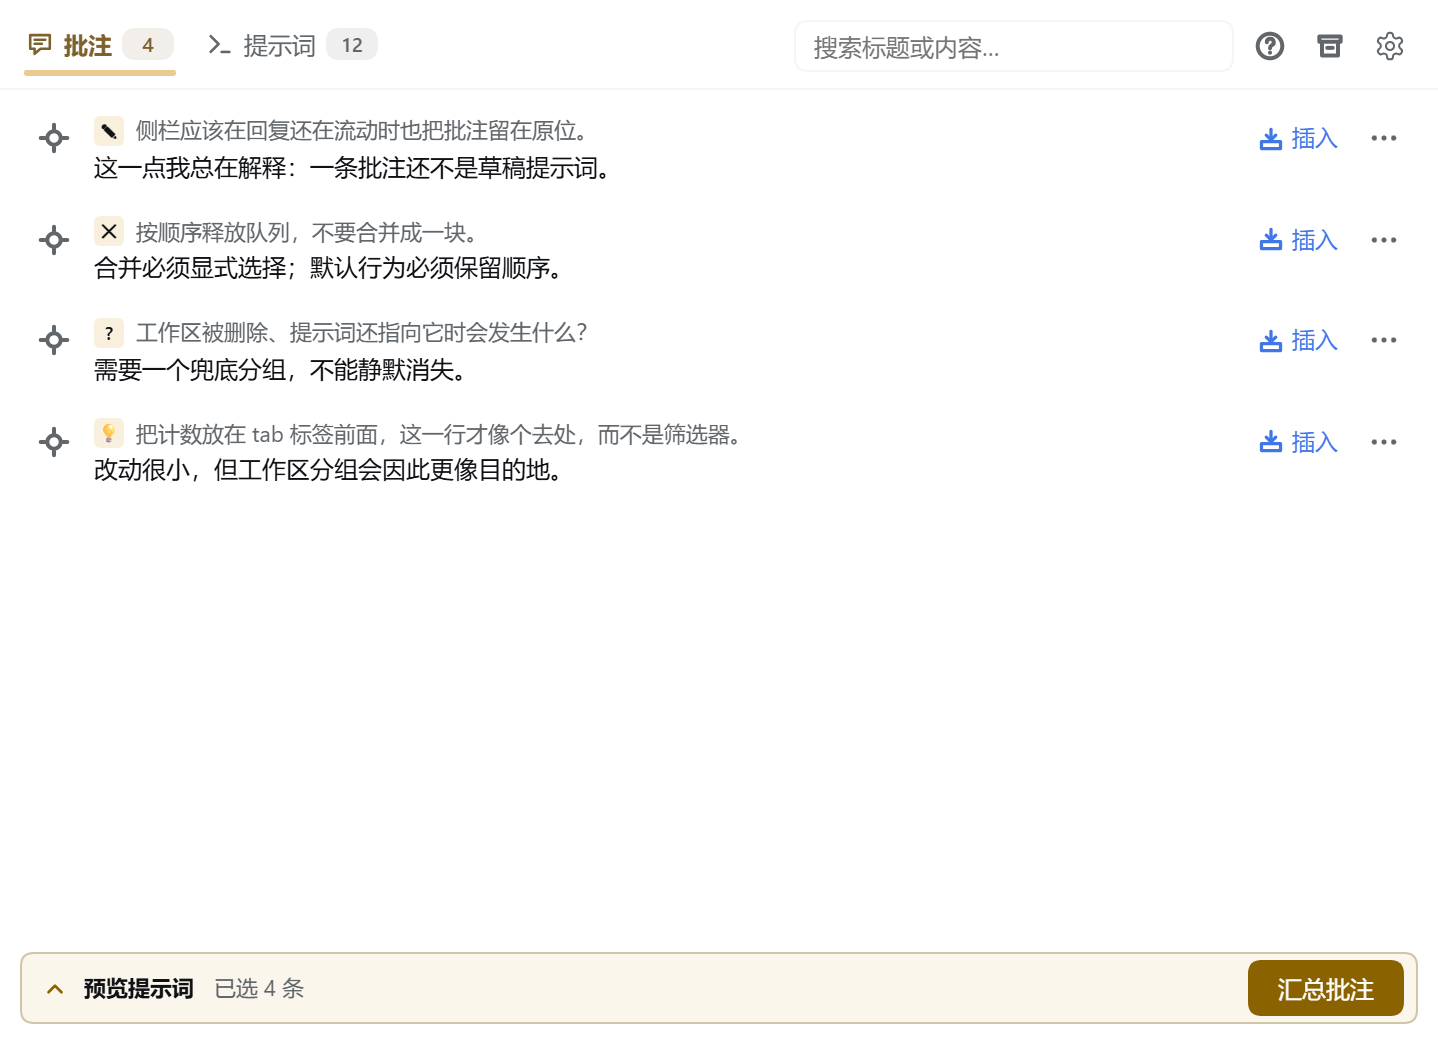 批注 4 提示词 12 搜索标题或内容...
侧栏应该在回复还在流动时也把批注留在原位。
这一点我总在解释：一条批注还不是草稿提示词。
插入
按顺序释放队列，不要合并成一块。
合并必须显式选择；默认行为必须保留顺序。
插入
? 工作区被删除、提示词还指向它时会发生什么？
需要一个兜底分组，不能静默消失。
插入
把计数放在 tab 标签前面，这一行才像个去处，而不是筛选器。
改动很小，但工作区分组会因此更像目的地。
插入
预览提示词 已选 4 条 汇总批注